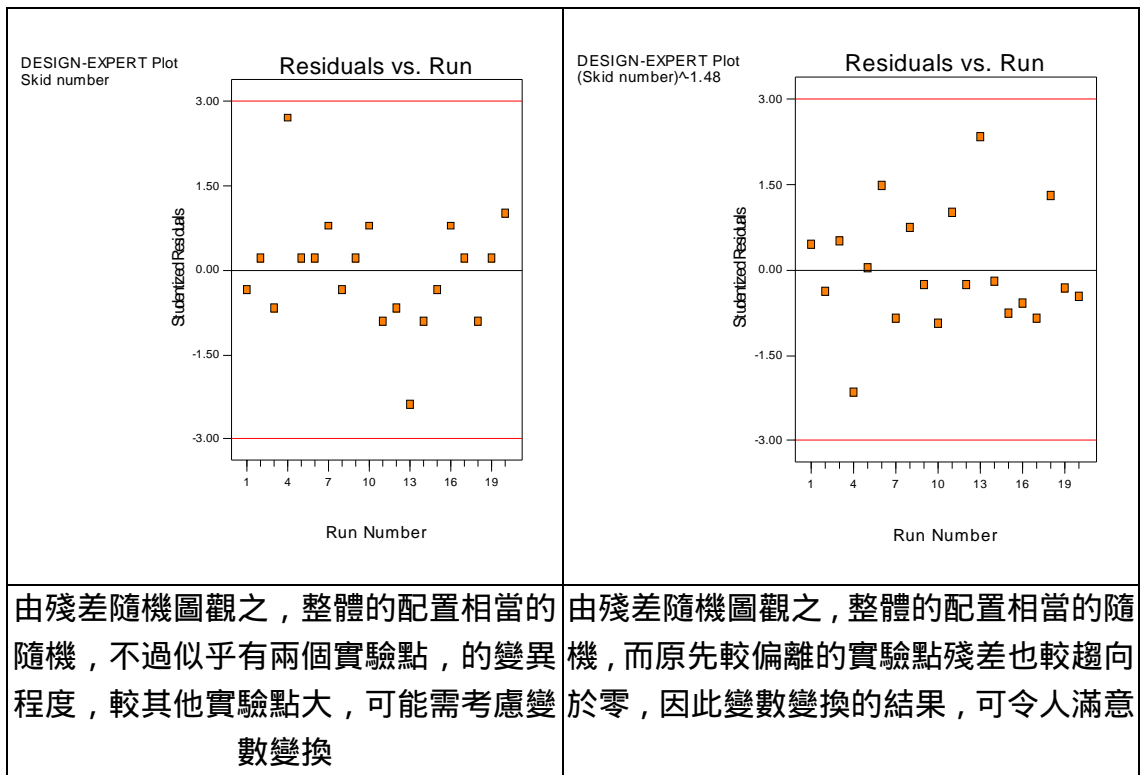 DESIGN-EXPERT Plot
Skid number
Residuals vs. Run
Studentized Residuals
3.00
1.50
0.00
-1.50
-3.00
1 4 7 10 13 16 19
Run Number
DESIGN-EXPERT Plot
(Skid number)^-1.48
Residuals vs. Run
Studentized Residuals
3.00
1.50
0.00
-1.50
-3.00
1 4 7 10 13 16 19
Run Number
由殘差隨機圖觀之，整體的配置相當的
隨機，不過似乎有兩個實驗點，的變異
程度，較其他實驗點大，可能需考慮變
數變換
由殘差隨機圖觀之，整體的配置相當的隨
機，而原先較偏離的實驗點殘差也較趨向
於零，因此變數變換的結果，可令人滿意